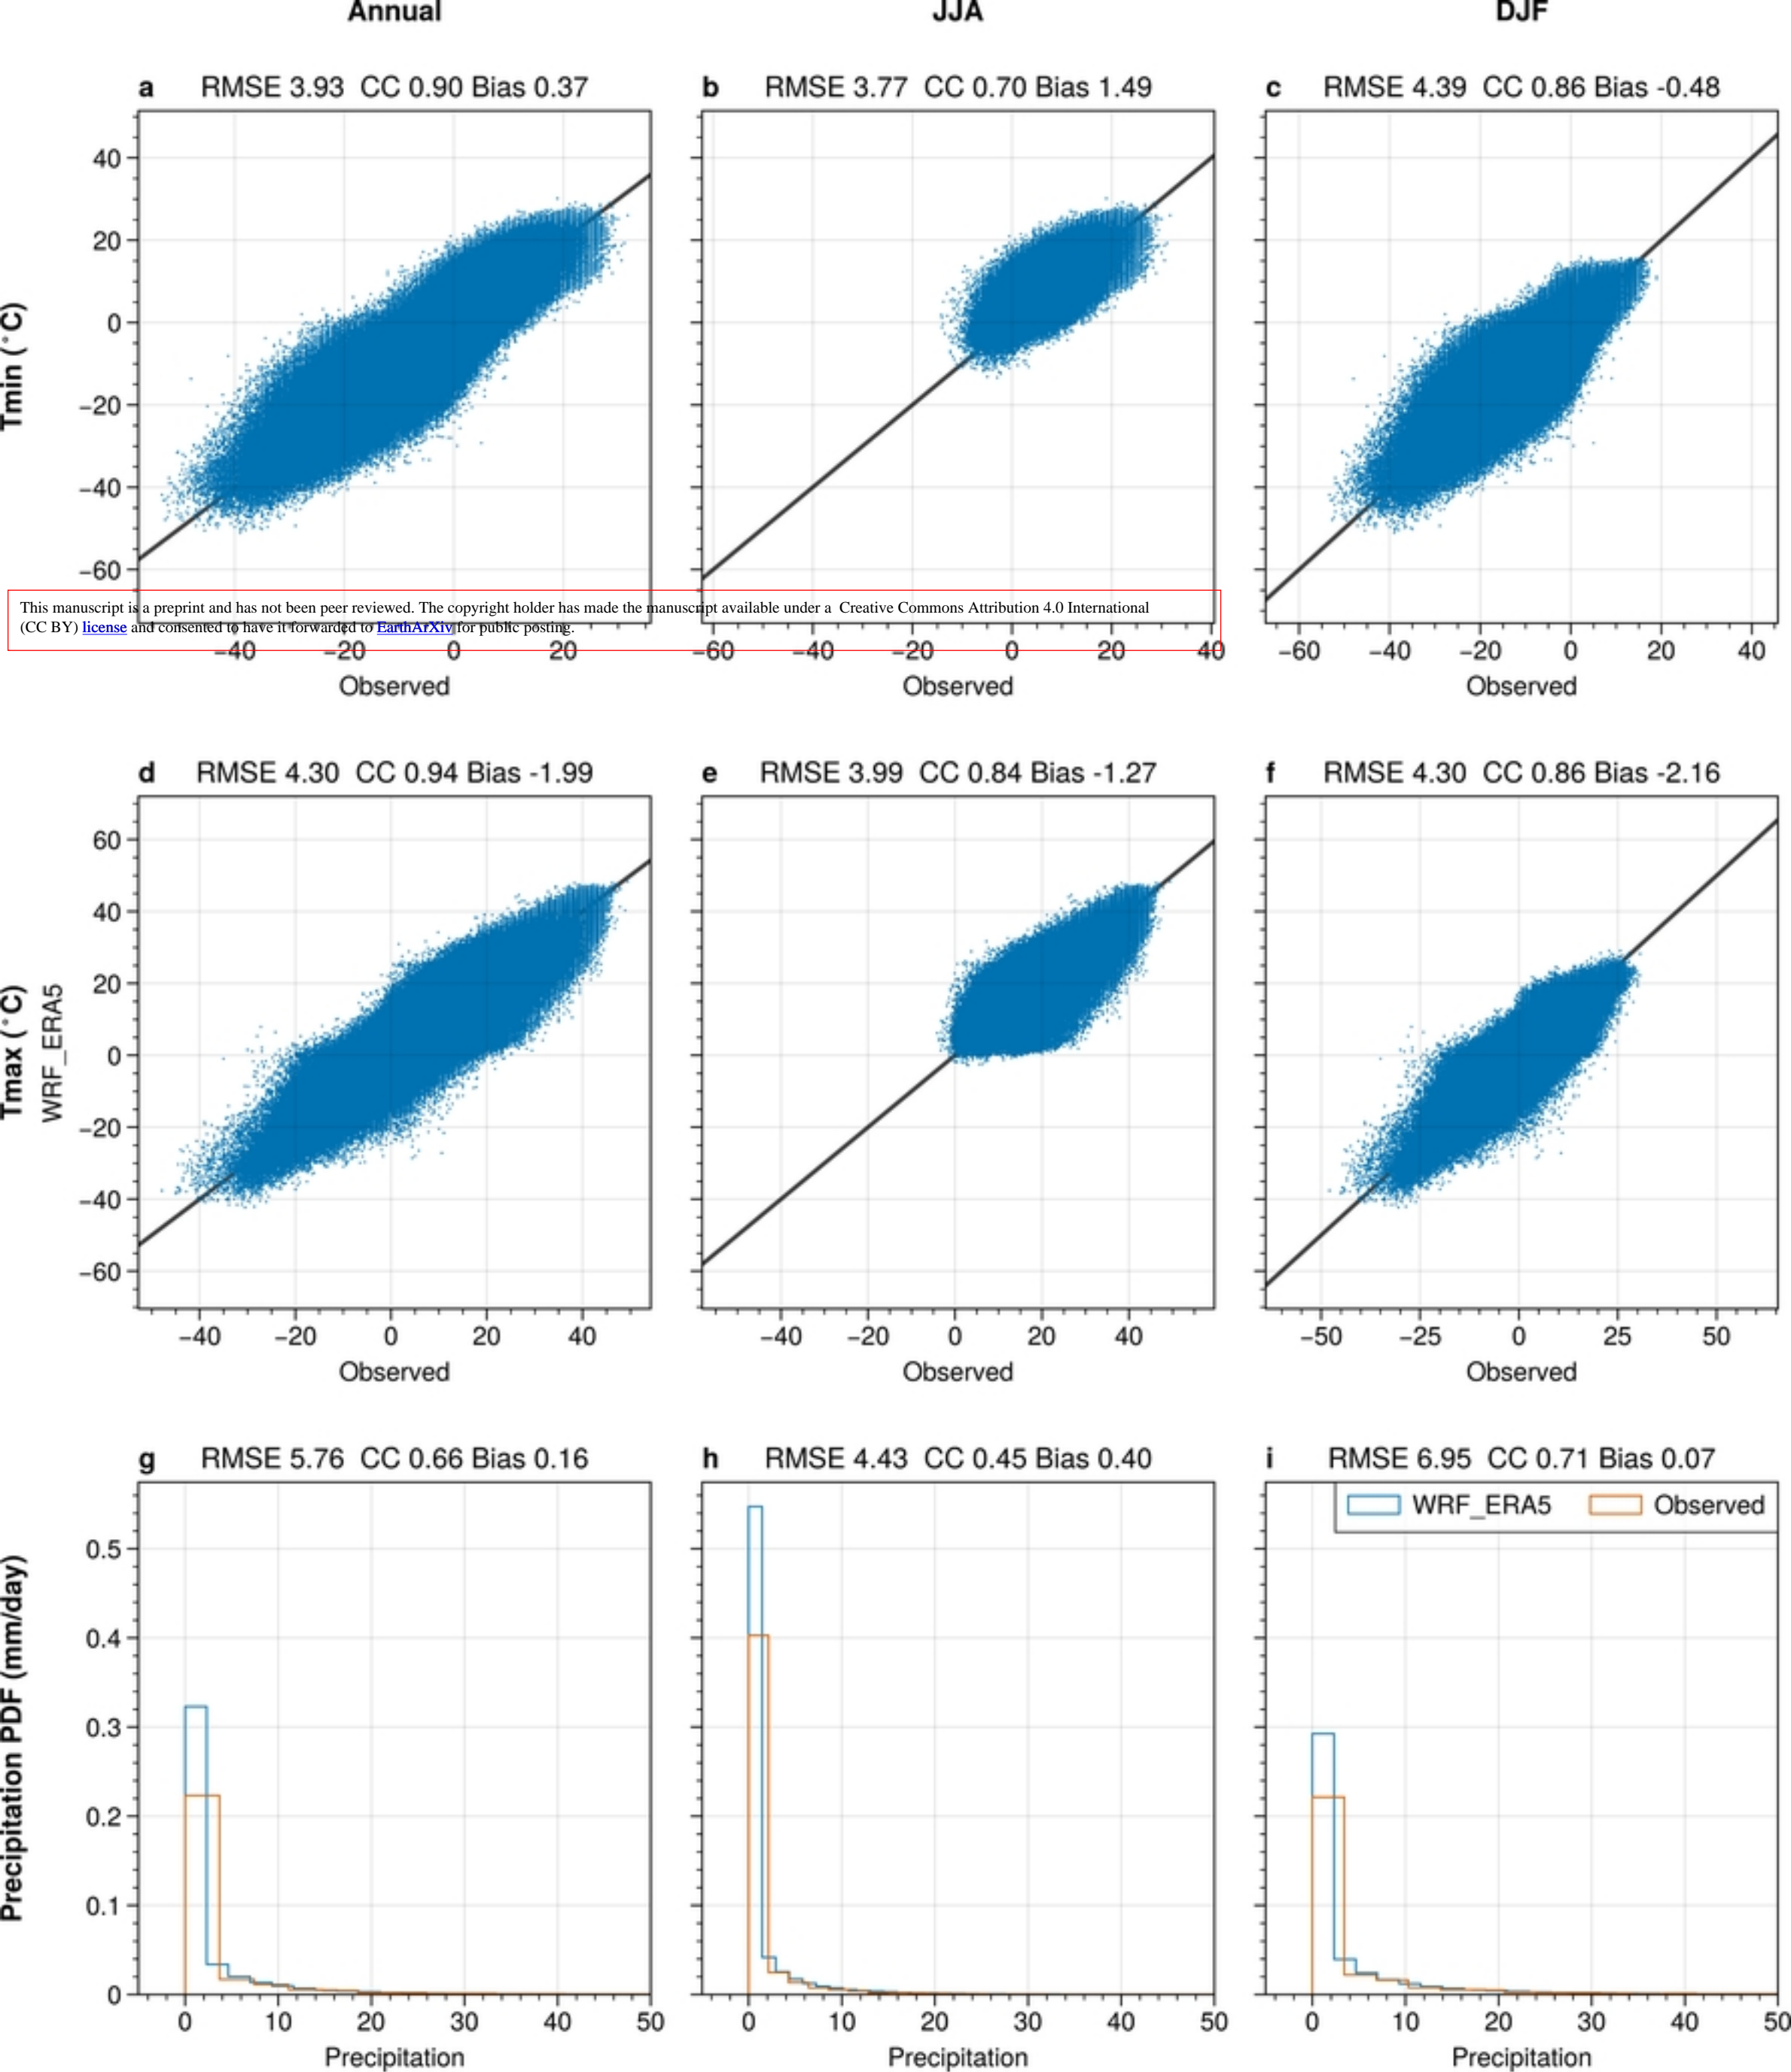 Annual JJA DJF
a RMSE 3.93 CC 0.90 Bias 0.37
b RMSE 3.77 CC 0.70 Bias 1.49
c RMSE 4.39 CC 0.86 Bias -0.48
Tmin (°C)
40
20
0
−20
−40
−60
This manuscript is a preprint and has not been peer reviewed. The copyright holder has made the manuscript available under a Creative Commons Attribution 4.0 International
(CC BY) license and consented to have it forwarded to EarthArXiv for public posting.
−40 −20 0 20
−60 −40 −20 0 20 40
−60 −40 −20 0 20 40
Observed Observed Observed
d RMSE 4.30 CC 0.94 Bias -1.99
e RMSE 3.99 CC 0.84 Bias -1.27
f RMSE 4.30 CC 0.86 Bias -2.16
Tmax (°C)
WRF_ERA5
60
40
20
0
−20
−40
−60
−40 −20 0 20 40
−40 −20 0 20 40
−50 −25 0 25 50
Observed Observed Observed
g RMSE 5.76 CC 0.66 Bias 0.16
h RMSE 4.43 CC 0.45 Bias 0.40
i RMSE 6.95 CC 0.71 Bias 0.07
WRF_ERA5 Observed
Precipitation PDF (mm/day)
0.5
0.4
0.3
0.2
0.1
0
0 10 20 30 40 50
0 10 20 30 40 50
0 10 20 30 40 50
Precipitation Precipitation Precipitation